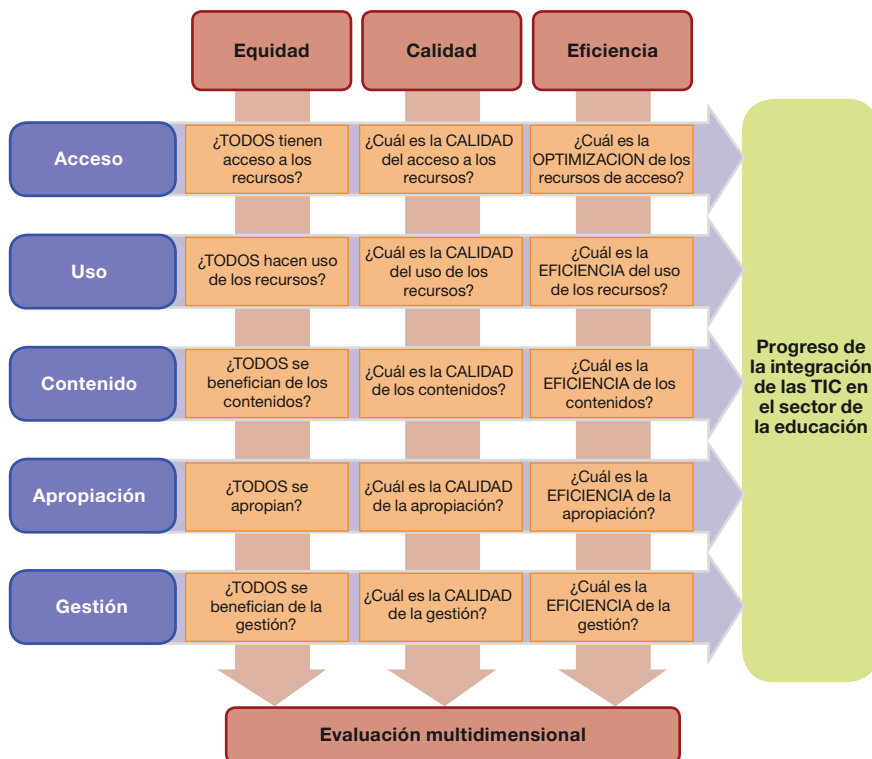 Equidad
Calidad
Eficiencia
Acceso
¿TODOS tienen
acceso a los
recursos?
¿Cuál es la CALIDAD
del acceso a los
recursos?
¿Cuál es la
OPTIMIZACION de los
recursos de acceso?
Uso
¿TODOS hacen uso
de los recursos?
¿Cuál es la CALIDAD
del uso de los
recursos?
¿Cuál es la
EFICIENCIA del uso
de los recursos?
Contenido
¿TODOS se
benefician de los
contenidos?
¿Cuál es la CALIDAD
de los contenidos?
¿Cuál es la
EFICIENCIA de los
contenidos?
Apropiación
¿TODOS se
apropian?
¿Cuál es la CALIDAD
de la apropiación?
¿Cuál es la
EFICIENCIA de la
apropiación?
Gestión
¿TODOS se
benefician de la
gestión?
¿Cuál es la CALIDAD
de la gestión?
¿Cuál es la
EFICIENCIA de la
gestión?
Progreso de
la integración
de las TIC en
el sector de
la educación
Evaluación multidimensional